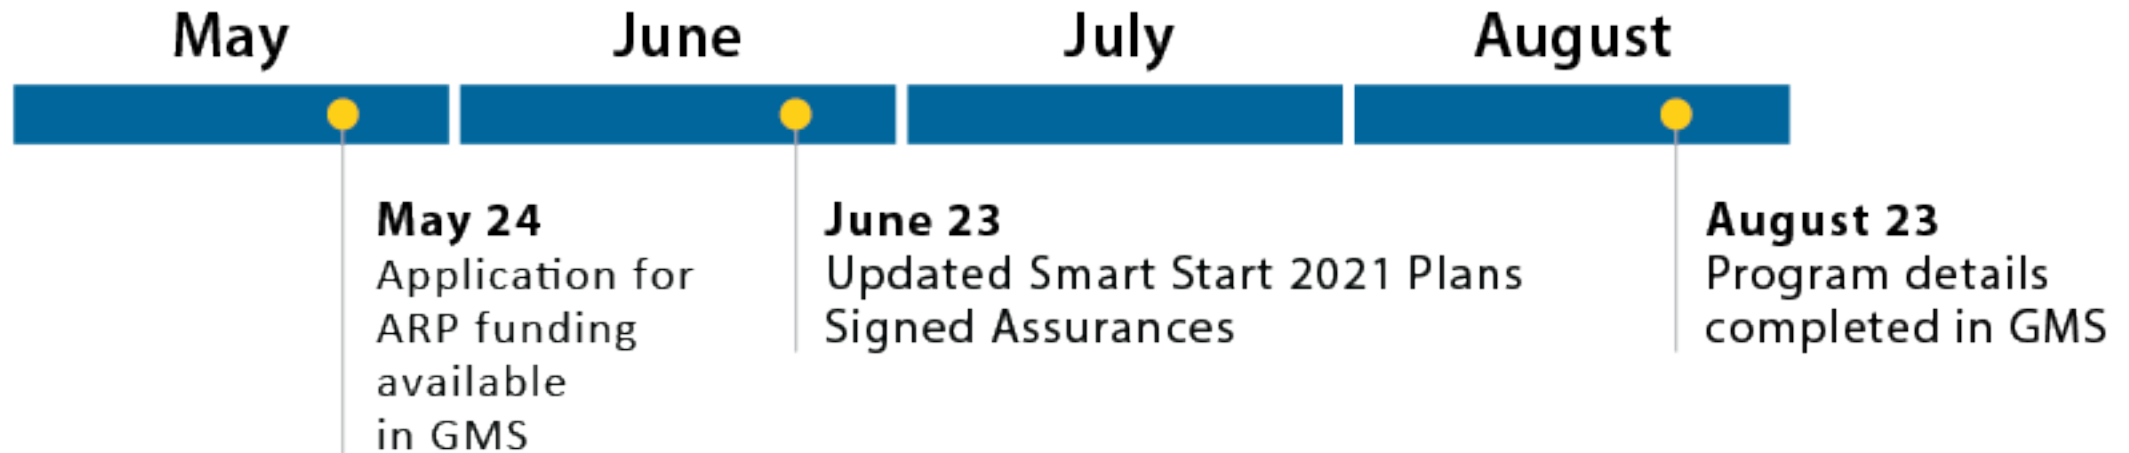 May
June
July
August
May 24
Application for
ARP funding
available
in GMS
June 23
Updated Smart Start 2021 Plans
Signed Assurances
August 23
Program details
completed in GMS